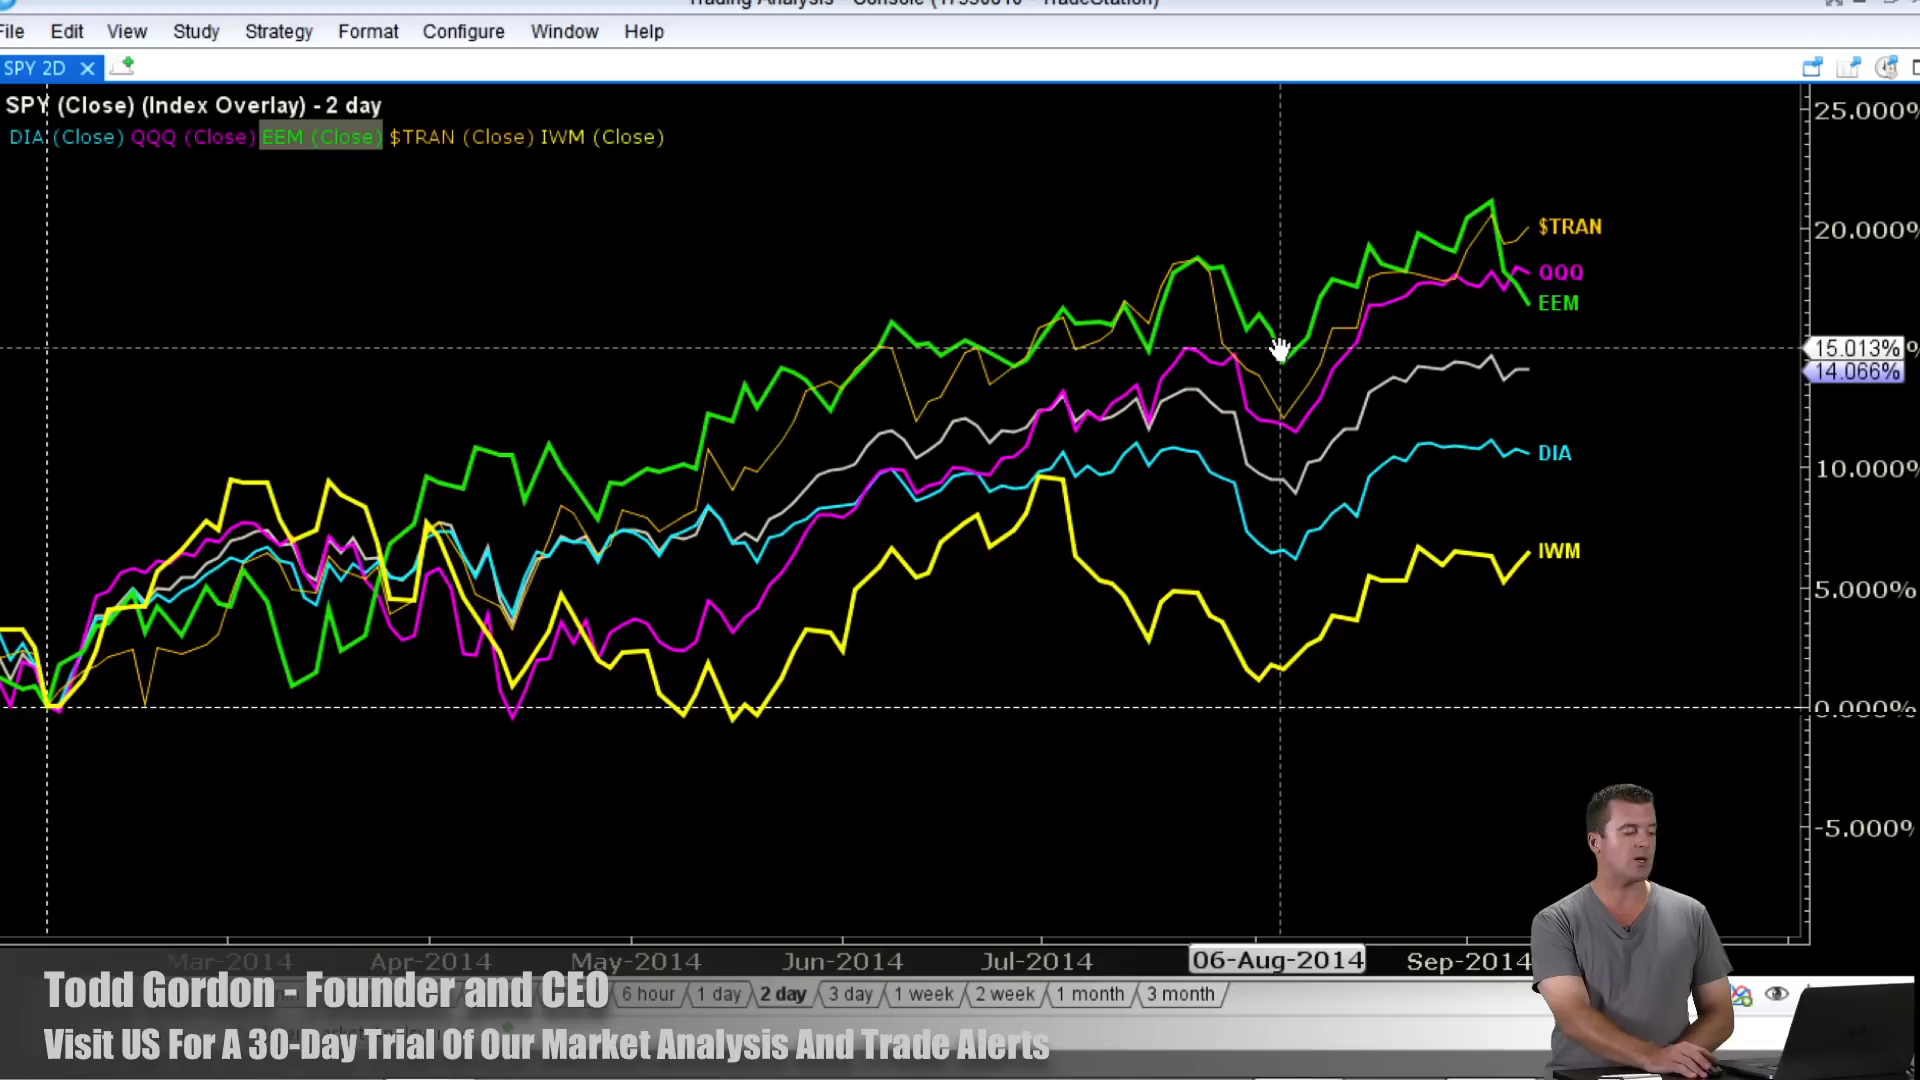 Trading Analysis - Console (17550010 - TradeStation)
File Edit View Study Strategy Format Configure Window Help
SPY 2D
SPY (Close) (Index Overlay) - 2 day
DIA (Close) QQQ (Close) EEM (Close) $TRAN (Close) IWM (Close)
25.000%
$TRAN
20.000%
QQQ
EEM
15.013%
14.066%
DIA
10.000%
IWM
5.000%
0.000%
-5.000%
Mar-2014 Apr-2014 May-2014 Jun-2014 Jul-2014 06-Aug-2014 Sep-2014
Todd Gordon - Founder and CEO
6 hour 1 day 2 day 3 day 1 week 2 week 1 month 3 month
Visit US For A 30-Day Trial Of Our Market Analysis And Trade Alerts